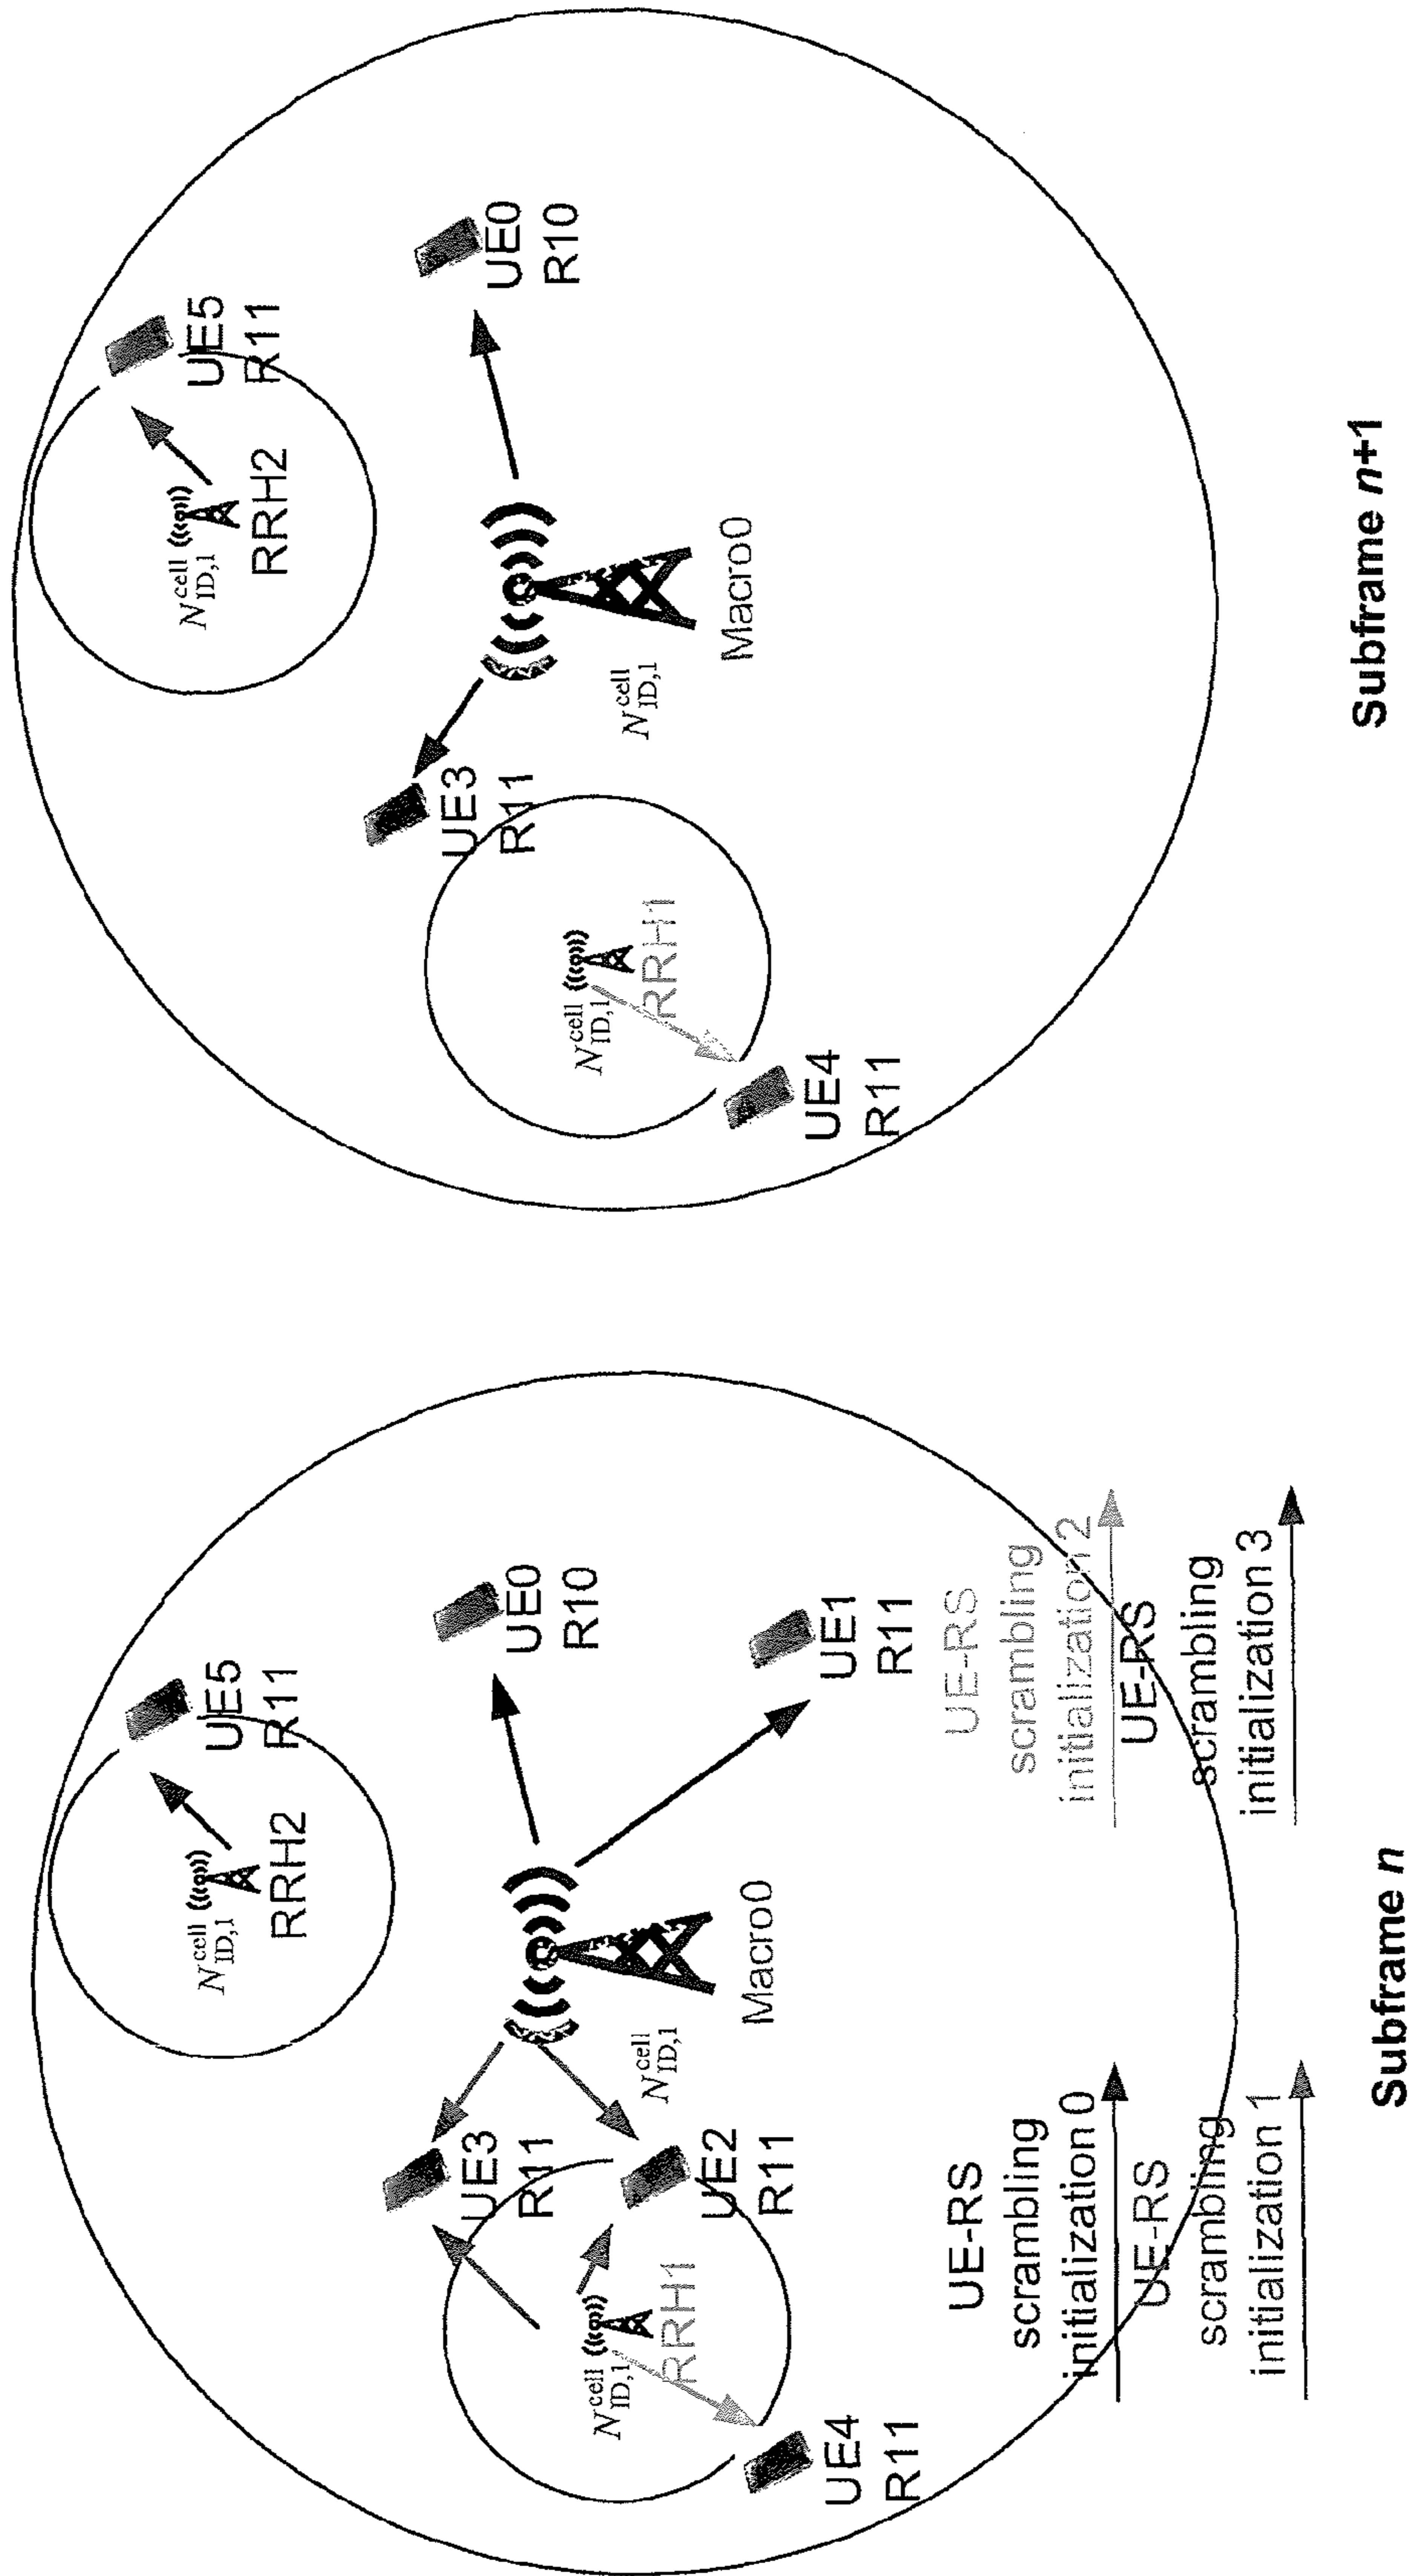 UE5
R11
N^cell_ID,1
RRH2
UE0
R10
UE3
R11
UE2
R11
N^cell_ID,1
Macro0
N^cell_ID,1
RRH1
UE4
R11
UE1
R11
UE-RS
scrambling
initialization 0
UE-RS
scrambling
initialization 1
UE-RS
scrambling
initialization 2
UE-RS
scrambling
initialization 3
Subframe n
UE5
R11
N^cell_ID,1
RRH2
UE0
R10
UE3
R11
N^cell_ID,1
Macro0
N^cell_ID,1
RRH1
UE4
R11
Subframe n+1